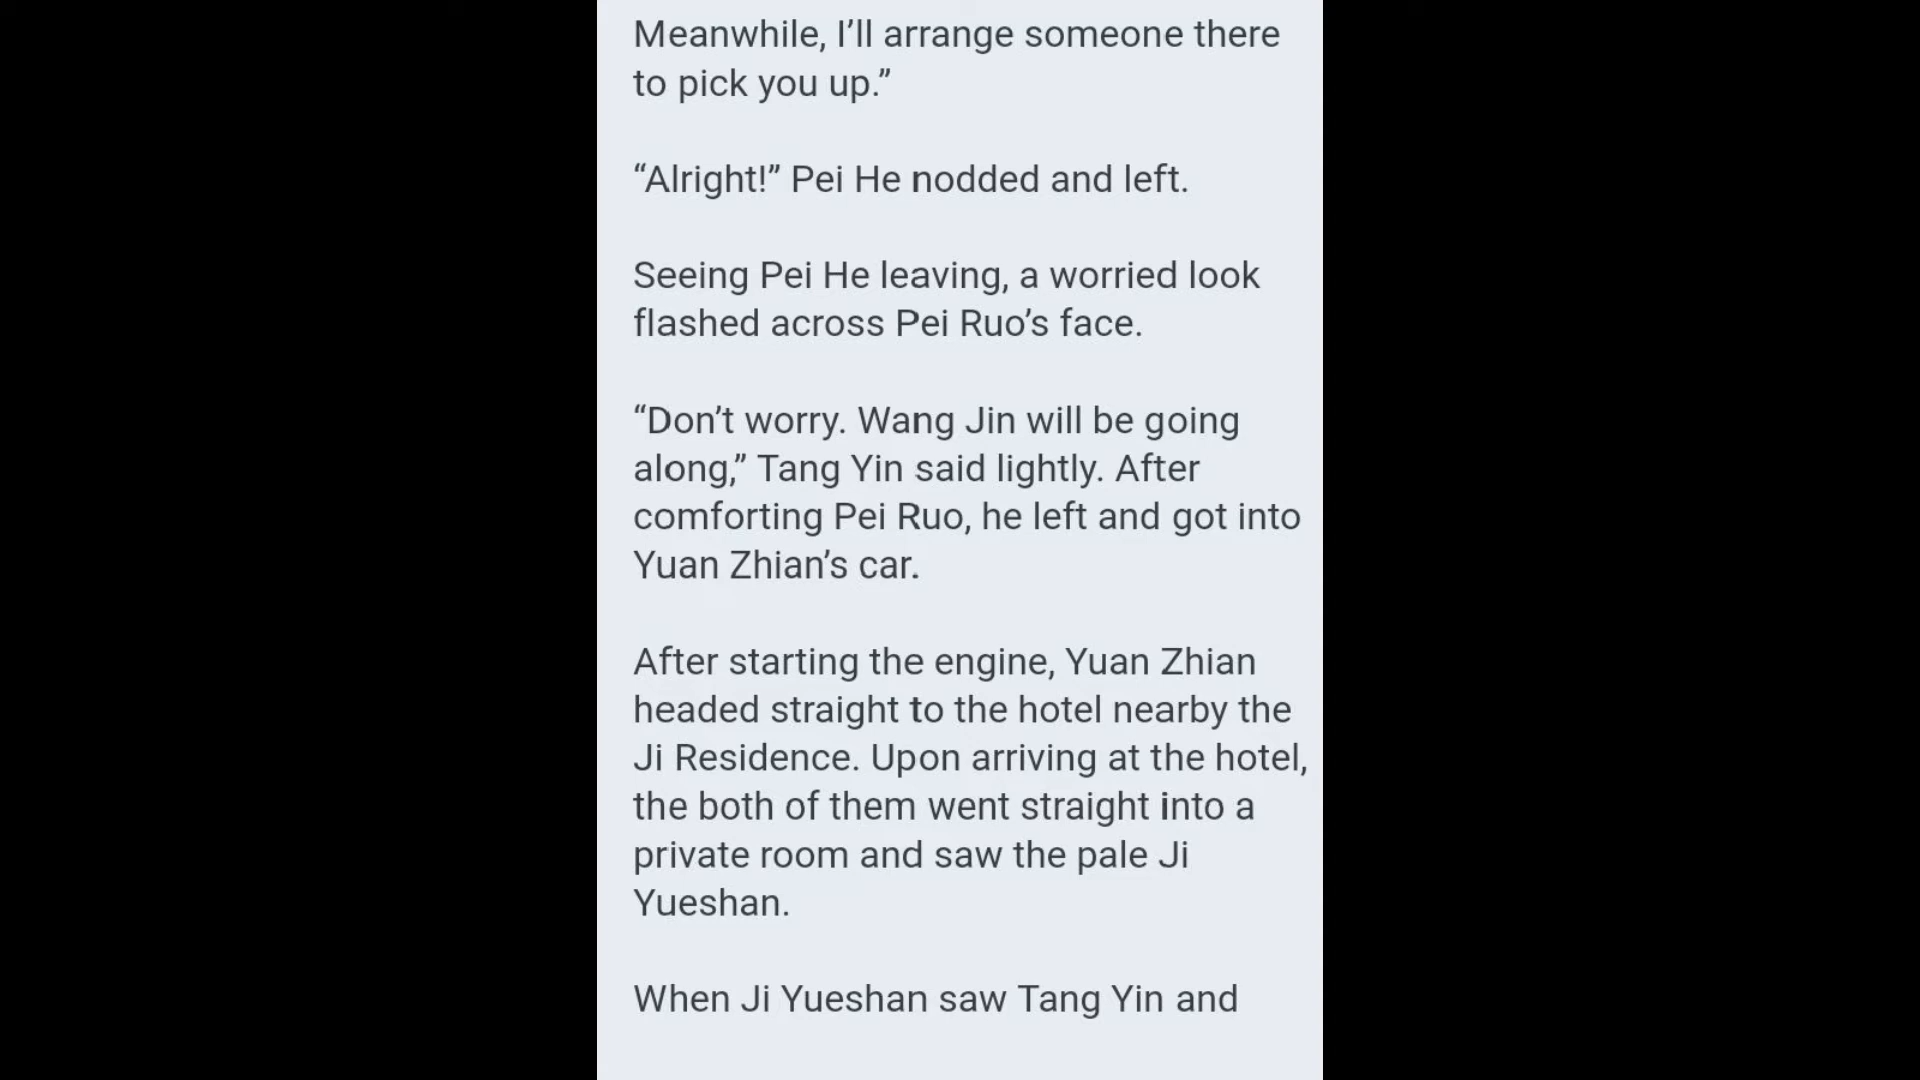 Meanwhile, I’ll arrange someone there
to pick you up.”
“Alright!” Pei He nodded and left.
Seeing Pei He leaving, a worried look
flashed across Pei Ruo’s face.
“Don’t worry. Wang Jin will be going
along,” Tang Yin said lightly. After
comforting Pei Ruo, he left and got into
Yuan Zhian’s car.
After starting the engine, Yuan Zhian
headed straight to the hotel nearby the
Ji Residence. Upon arriving at the hotel,
the both of them went straight into a
private room and saw the pale Ji
Yueshan.
When Ji Yueshan saw Tang Yin and